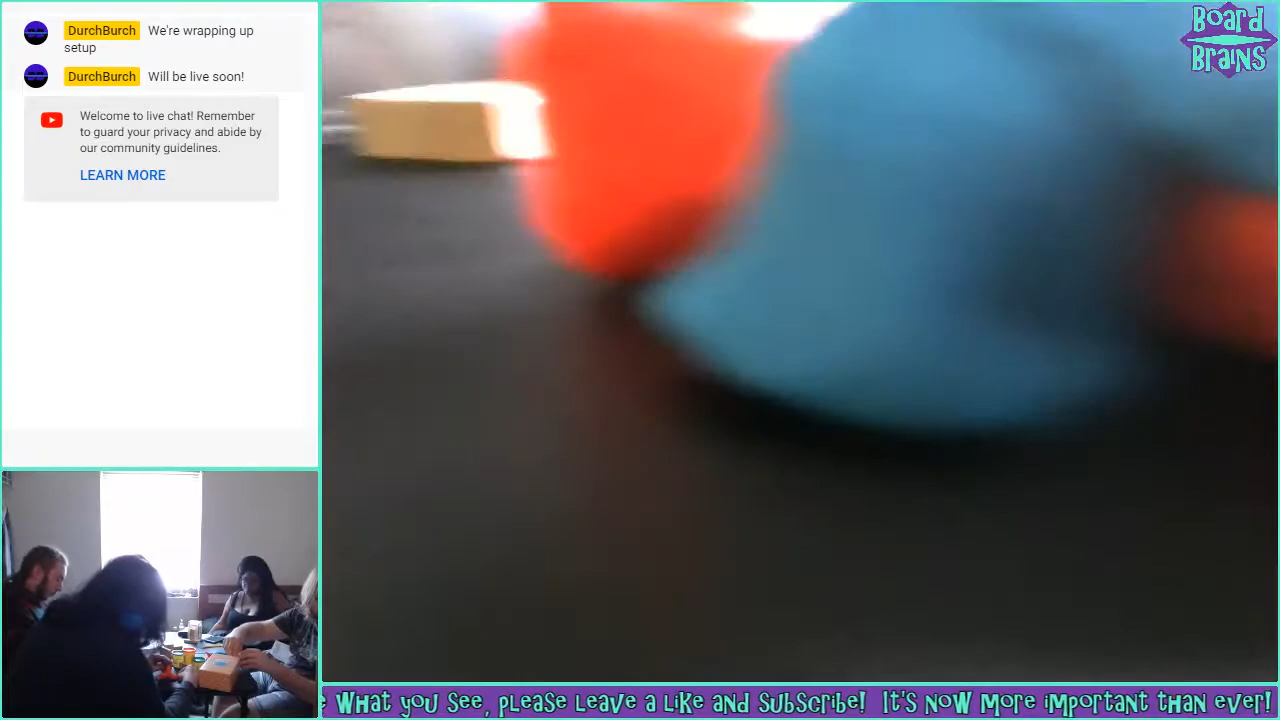 DurchBurch We're wrapping up
setup
DurchBurch Will be live soon!
Welcome to live chat! Remember
to guard your privacy and abide by
our community guidelines.
LEARN MORE
Board
Brains
What you see, please leave a like and subscribe! It's now more important than ever!